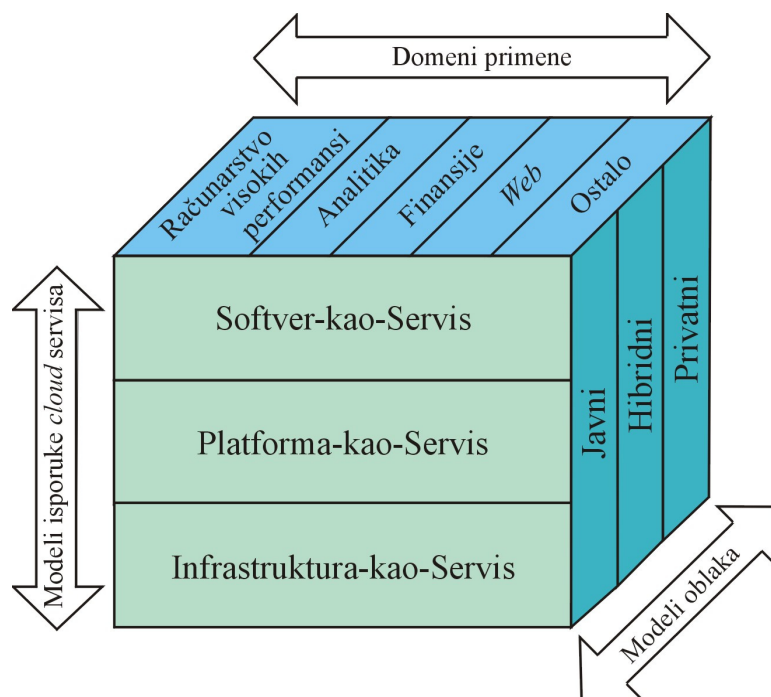 Domeni primene
Računarstvo
visokih
performansi
Analitika
Finansije
Web
Ostalo
Modeli isporuke cloud servisa
Softver-kao-Servis
Platforma-kao-Servis
Infrastruktura-kao-Servis
Javni
Hibridni
Privatni
Modeli oblaka